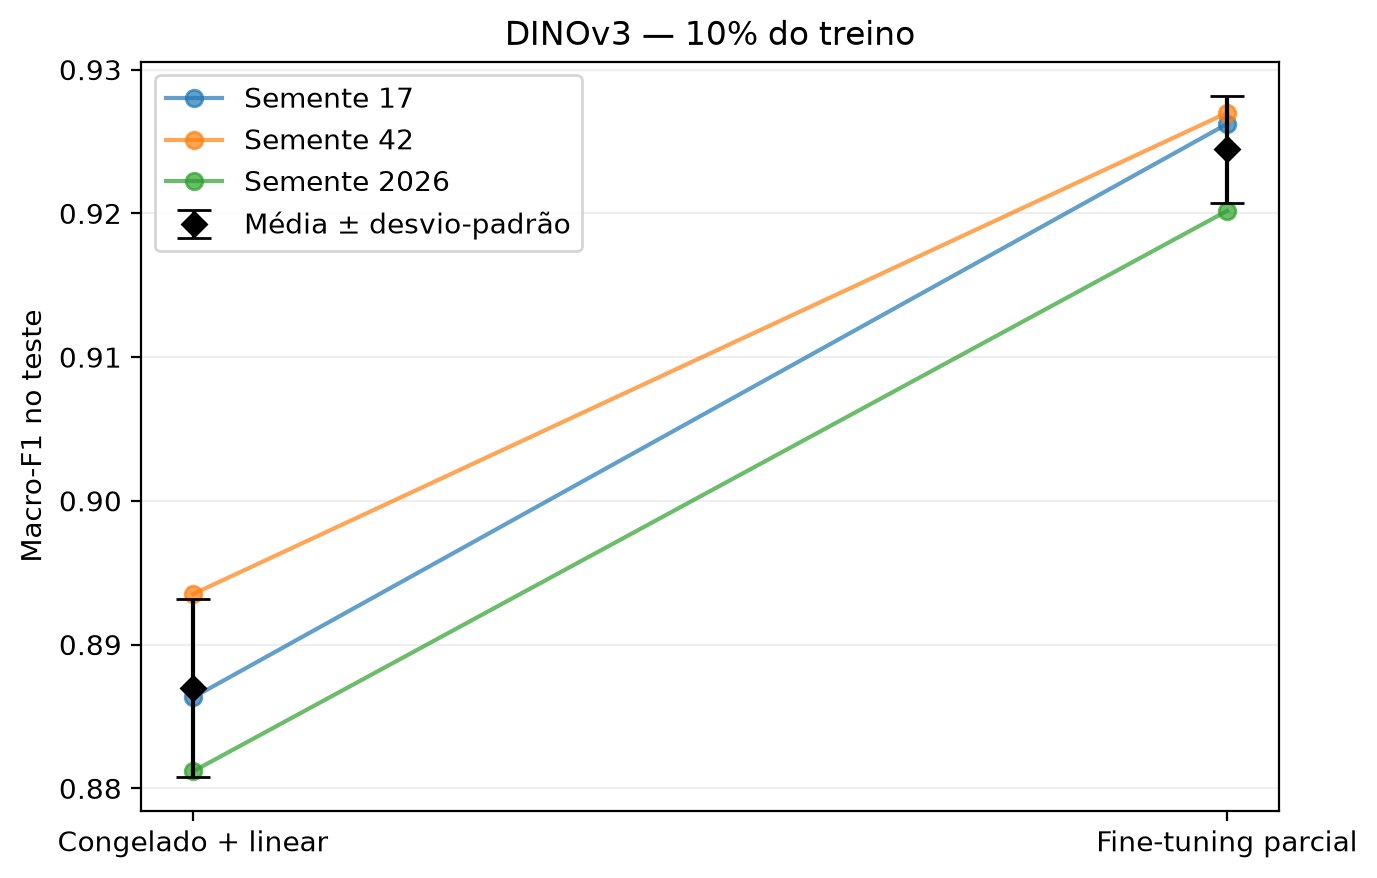 DINOv3 — 10% do treino
Semente 17
Semente 42
Semente 2026
Média ± desvio-padrão
Macro-F1 no teste
0.93
0.92
0.91
0.90
0.89
0.88
Congelado + linear
Fine-tuning parcial